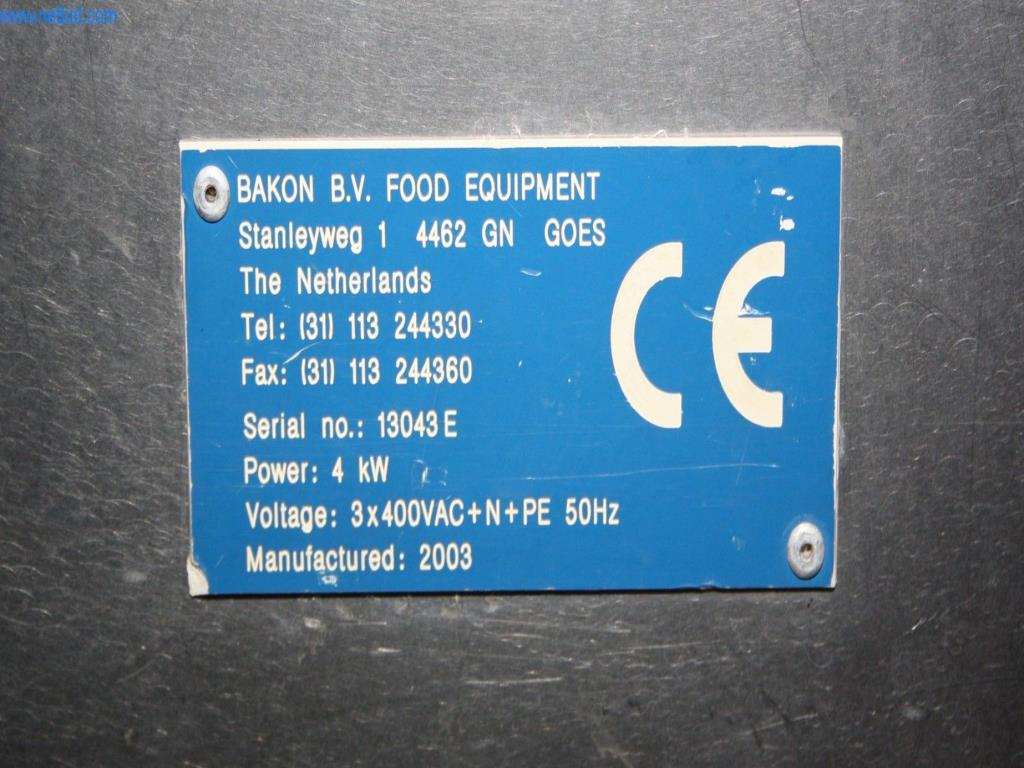 www.netbid.com
BAKON B.V. FOOD EQUIPMENT
Stanleyweg 1 4462 GN GOES
The Netherlands
Tel: (31) 113 244330
Fax: (31) 113 244360
CE
Serial no.: 13043 E
Power: 4 kW
Voltage: 3x400VAC+N+PE 50Hz
Manufactured: 2003